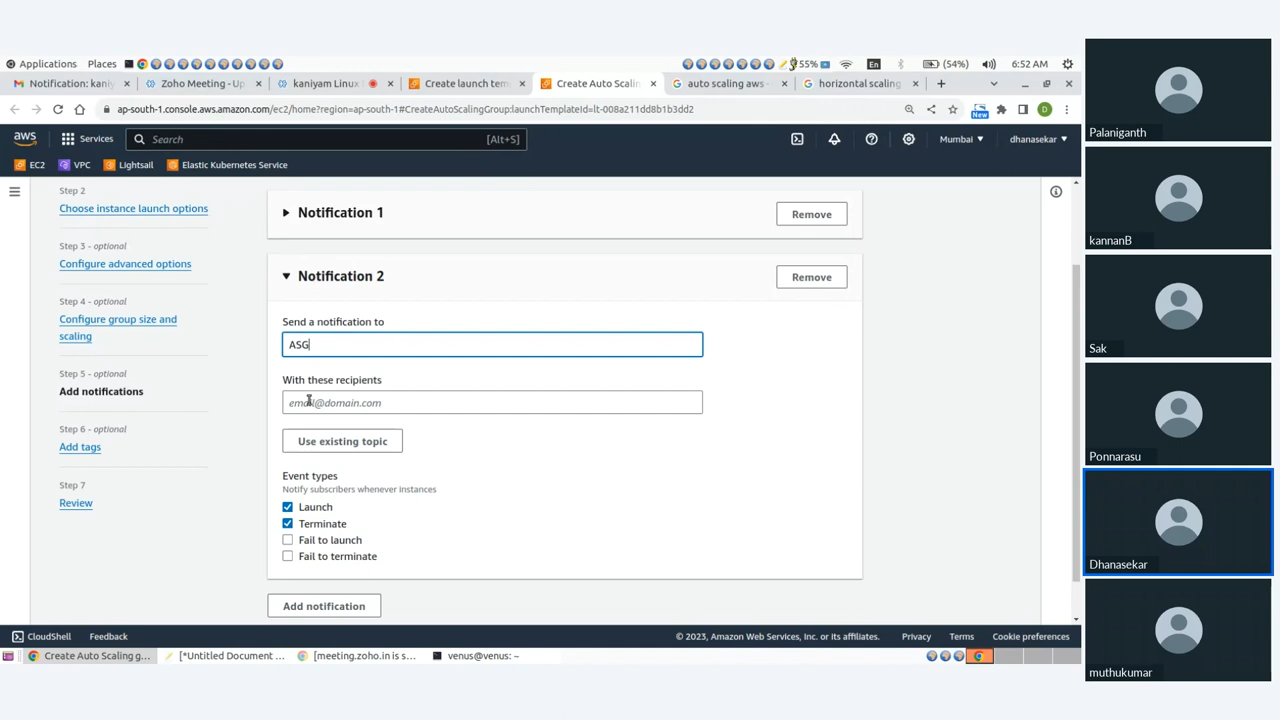 Applications Places 55% En (54%) 6:52 AM
Notification: kaniy Zoho Meeting - Up kaniyam Linux Create launch tem Create Auto Scalin auto scaling aws - horizontal scaling
ap-south-1.console.aws.amazon.com/ec2/home?region=ap-south-1#CreateAutoScalingGroup:launchTemplateId=lt-008a211dd8b1b3dd2 New D
aws Services Search [Alt+S] Mumbai dhanasekar
EC2 VPC Lightsail Elastic Kubernetes Service
Step 2
Choose instance launch options
Step 3 - optional
Configure advanced options
Step 4 - optional
Configure group size and
scaling
Step 5 - optional
Add notifications
Step 6 - optional
Add tags
Step 7
Review
Notification 1 Remove
Notification 2 Remove
Send a notification to
ASG
With these recipients
email@domain.com
Use existing topic
Event types
Notify subscribers whenever instances
Launch
Terminate
Fail to launch
Fail to terminate
Add notification
CloudShell Feedback © 2023, Amazon Web Services, Inc. or its affiliates. Privacy Terms Cookie preferences
Create Auto Scaling g... [*Untitled Document ... [meeting.zoho.in is s... venus@venus: ~
Palaniganth
kannanB
Sak
Ponnarasu
Dhanasekar
muthukumar